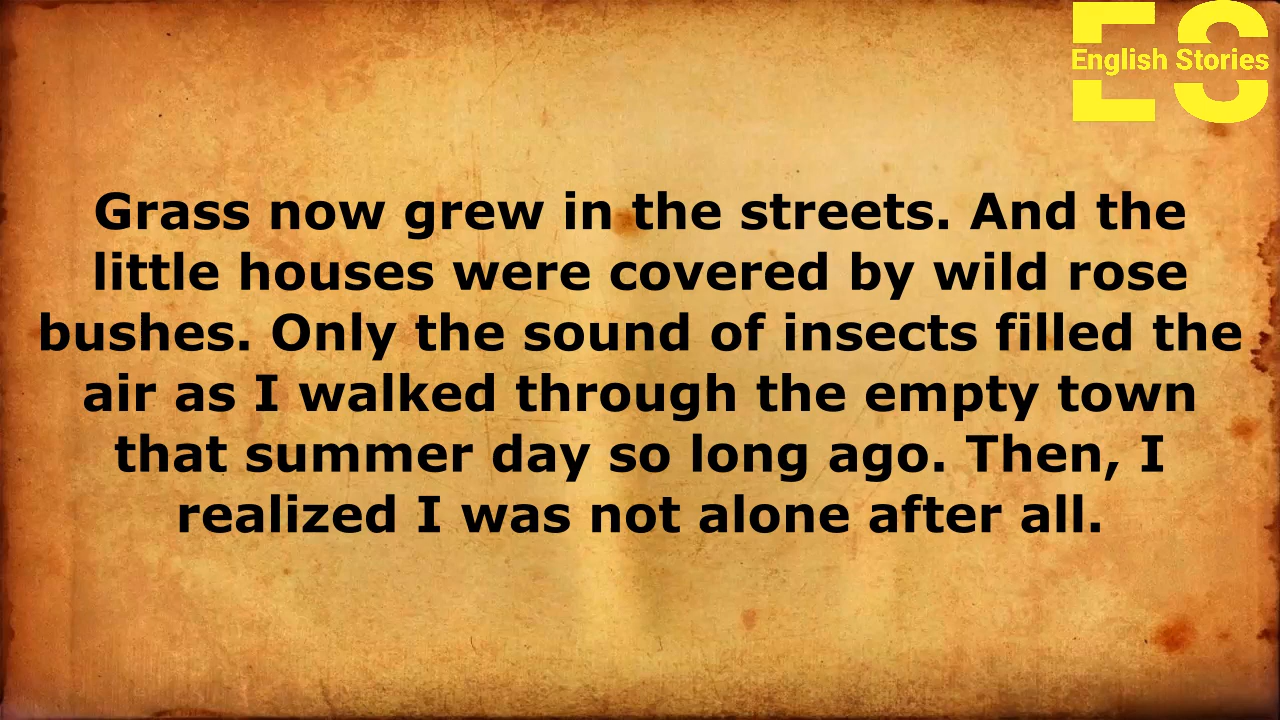 English Stories
Grass now grew in the streets. And the
little houses were covered by wild rose
bushes. Only the sound of insects filled the
air as I walked through the empty town
that summer day so long ago. Then, I
realized I was not alone after all.